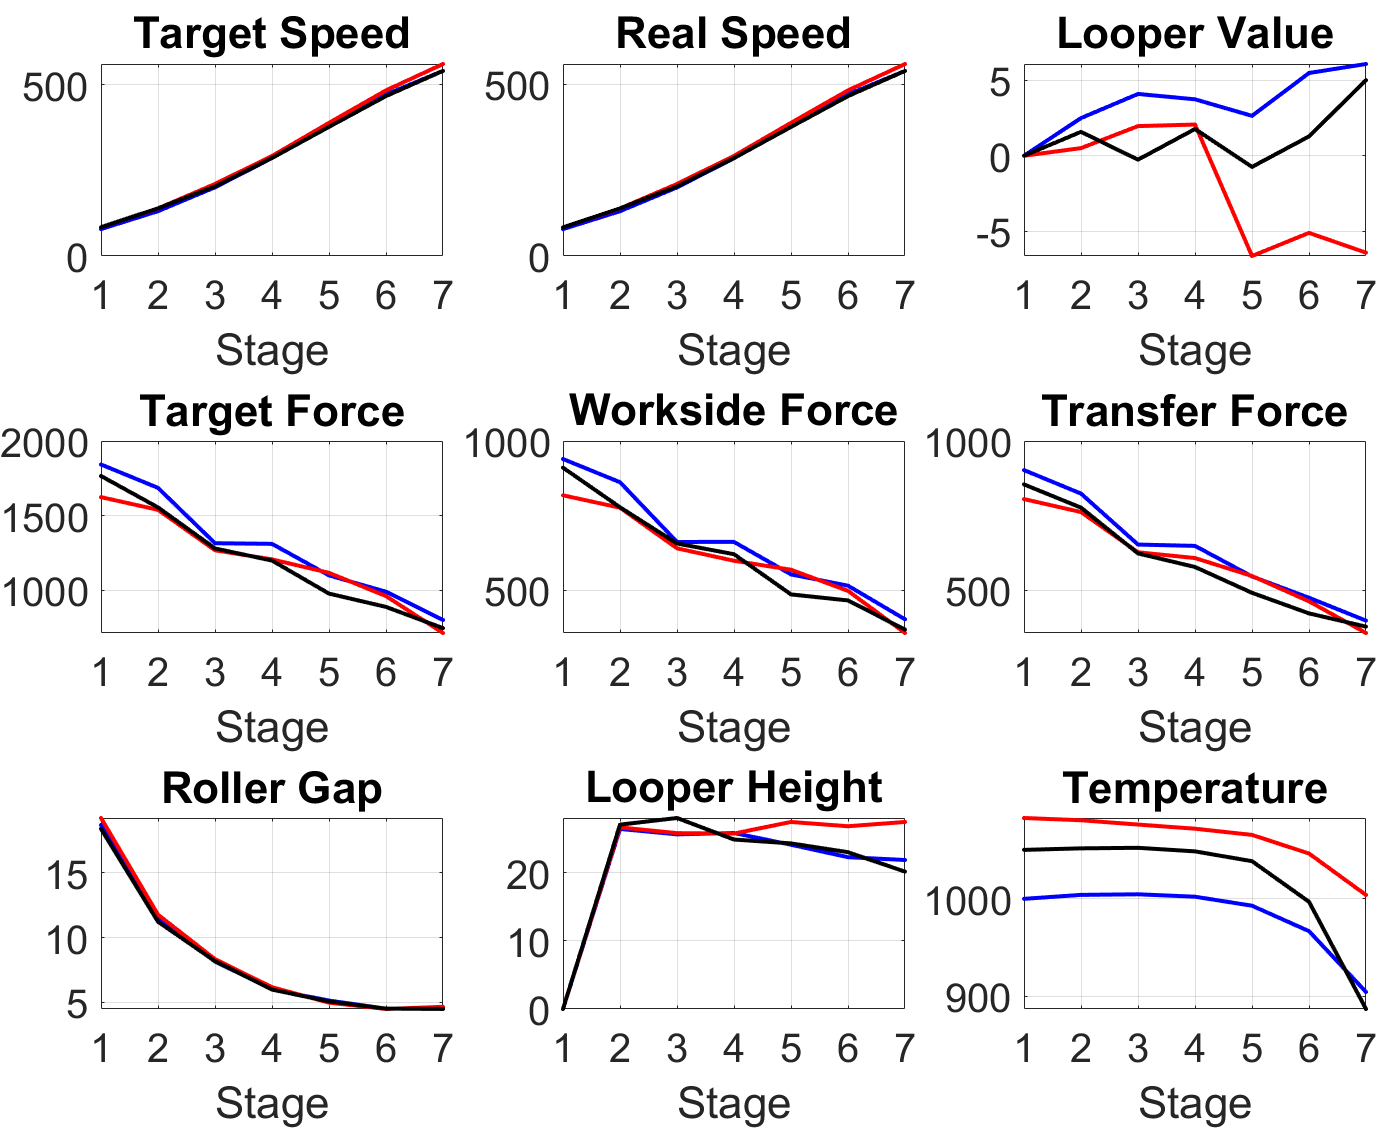 Target Speed
500
0
1 2 3 4 5 6 7
Stage
Real Speed
500
0
1 2 3 4 5 6 7
Stage
Looper Value
5
0
-5
1 2 3 4 5 6 7
Stage
Target Force
2000
1500
1000
1 2 3 4 5 6 7
Stage
Workside Force
1000
500
1 2 3 4 5 6 7
Stage
Transfer Force
1000
500
1 2 3 4 5 6 7
Stage
Roller Gap
15
10
5
1 2 3 4 5 6 7
Stage
Looper Height
20
10
0
1 2 3 4 5 6 7
Stage
Temperature
1000
900
1 2 3 4 5 6 7
Stage